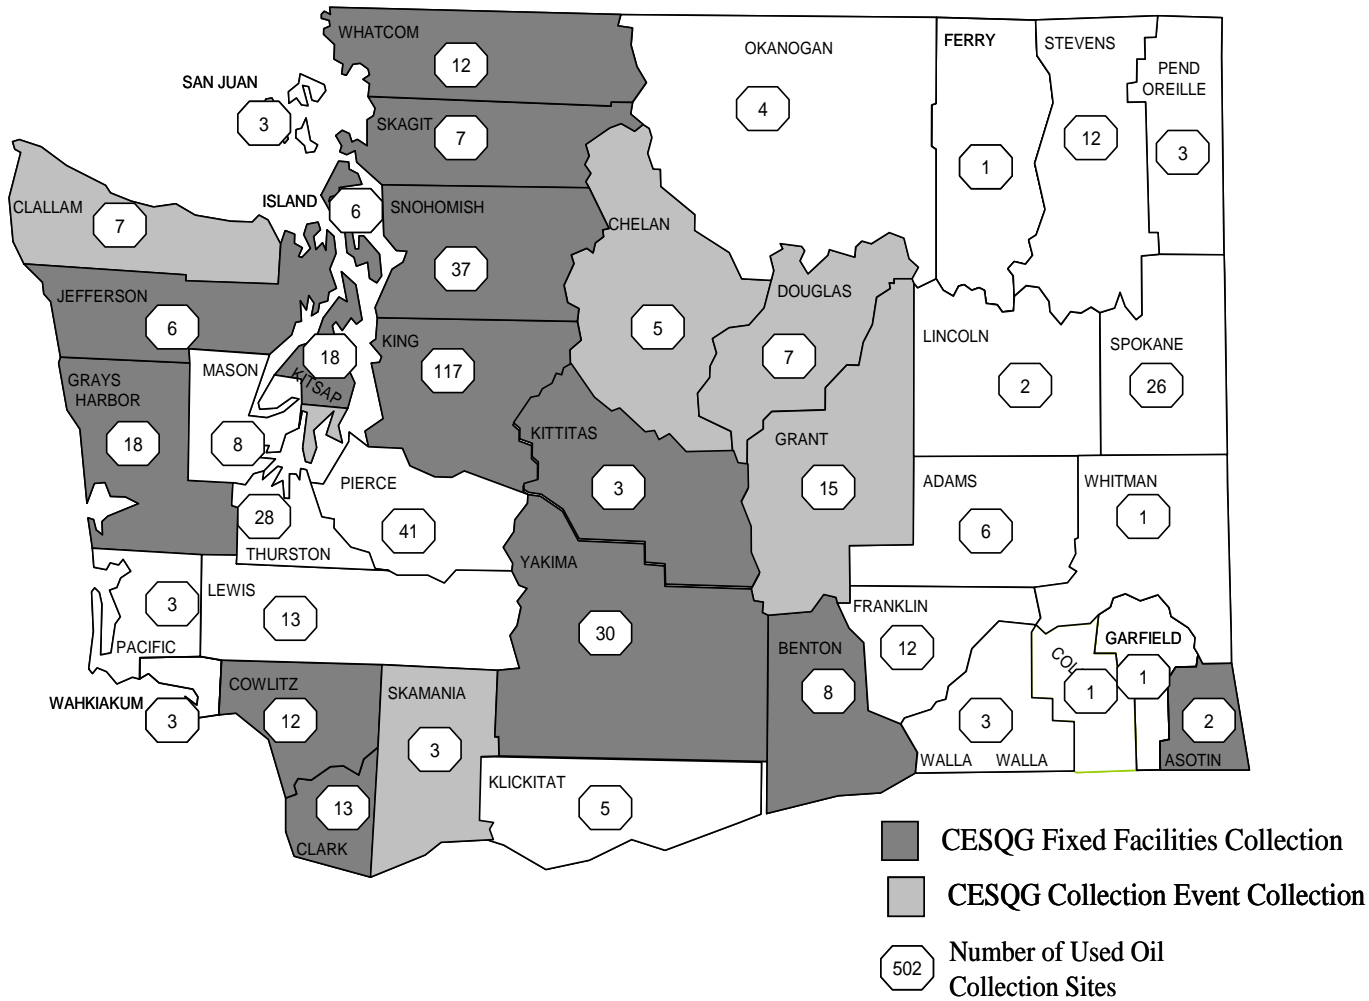 WHATCOM
12
OKANOGAN
4
FERRY
1
STEVENS
12
PEND
OREILLE
3
SAN JUAN
3
SKAGIT
7
CLALLAM
7
ISLAND
6
SNOHOMISH
37
CHELAN
5
DOUGLAS
7
JEFFERSON
6
KITSAP
18
KING
117
LINCOLN
2
SPOKANE
26
GRAYS
HARBOR
18
MASON
8
KITTITAS
3
GRANT
15
PIERCE
41
ADAMS
6
WHITMAN
1
28
THURSTON
YAKIMA
30
LEWIS
13
3
PACIFIC
FRANKLIN
12
BENTON
8
COL
1
GARFIELD
1
WAHKIAKUM
3
COWLITZ
12
SKAMANIA
3
3
WALLA WALLA
2
ASOTIN
KLICKITAT
5
13
CLARK
CESQG Fixed Facilities Collection
CESQG Collection Event Collection
502
Number of Used Oil
Collection Sites